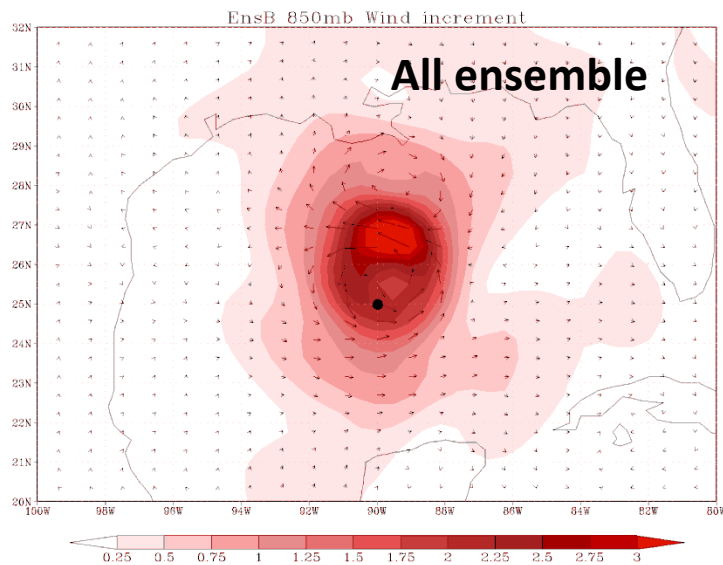 EnsB 850mb Wind increment
All ensemble
32N
31N
30N
29N
28N
27N
26N
25N
24N
23N
22N
21N
20N
100W 98W 96W 94W 92W 90W 88W 86W 84W 82W 80W
0.25 0.5 0.75 1 1.25 1.5 1.75 2 2.25 2.5 2.75 3